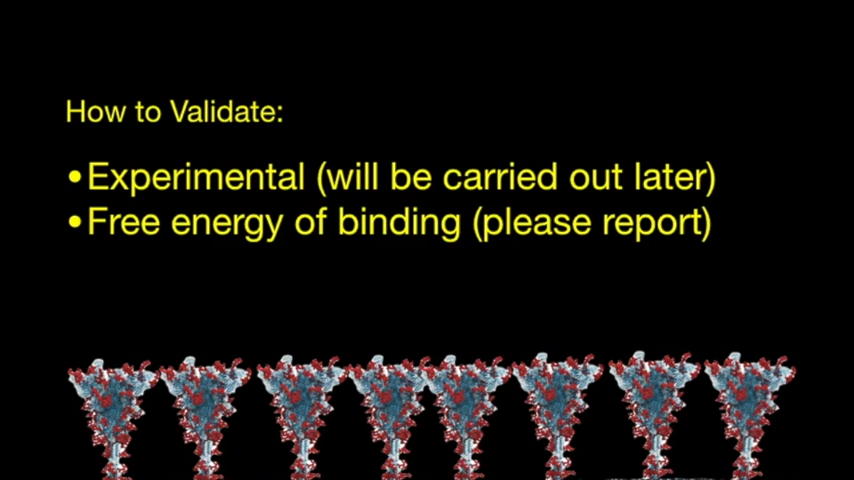 How to Validate:
•Experimental (will be carried out later)
•Free energy of binding (please report)